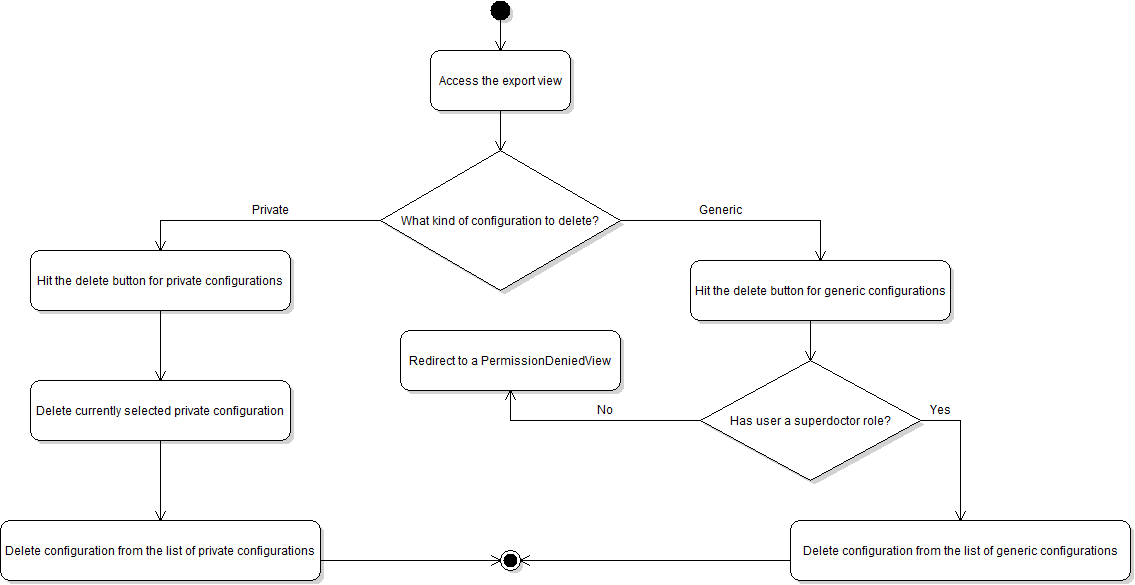 Access the export view
What kind of configuration to delete?
Private
Generic
Hit the delete button for private configurations
Hit the delete button for generic configurations
Redirect to a PermissionDeniedView
Delete currently selected private configuration
No
Has user a superdoctor role?
Yes
Delete configuration from the list of private configurations
Delete configuration from the list of generic configurations